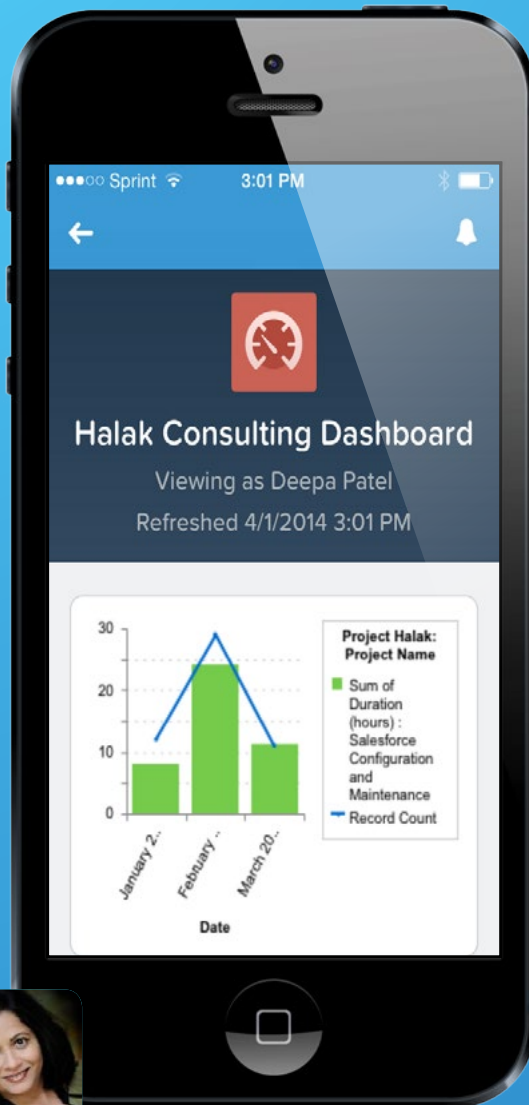 Sprint 3:01 PM
Halak Consulting Dashboard
Viewing as Deepa Patel
Refreshed 4/1/2014 3:01 PM
30
20
10
0
January 2..
February ..
March 20..
Date
Project Halak:
Project Name
Sum of
Duration
(hours) :
Salesforce
Configuration
and
Maintenance
Record Count